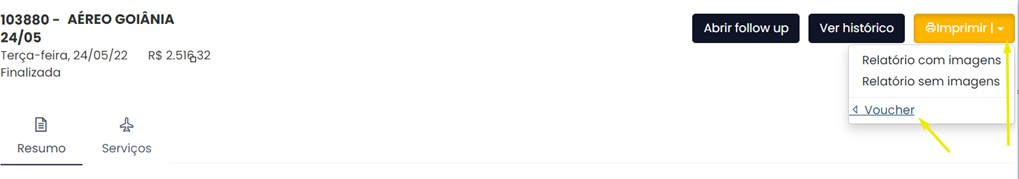 103880 - AÉREO GOIÂNIA
24/05
Terça-feira, 24/05/22 R$ 2.516,32
Finalizada
Abrir follow up
Ver histórico
Imprimir |
Relatório com imagens
Relatório sem imagens
Voucher
Resumo
Serviços